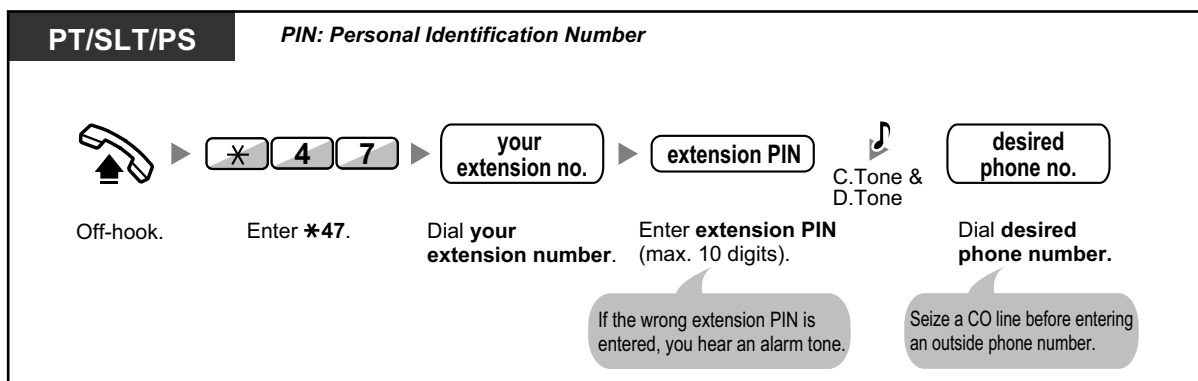 PT/SLT/PS
PIN: Personal Identification Number
✳ 4 7
your
extension no.
extension PIN
C.Tone &
D.Tone
desired
phone no.
Off-hook.
Enter ✳47.
Dial your
extension number.
Enter extension PIN
(max. 10 digits).
Dial desired
phone number.
If the wrong extension PIN is
entered, you hear an alarm tone.
Seize a CO line before entering
an outside phone number.